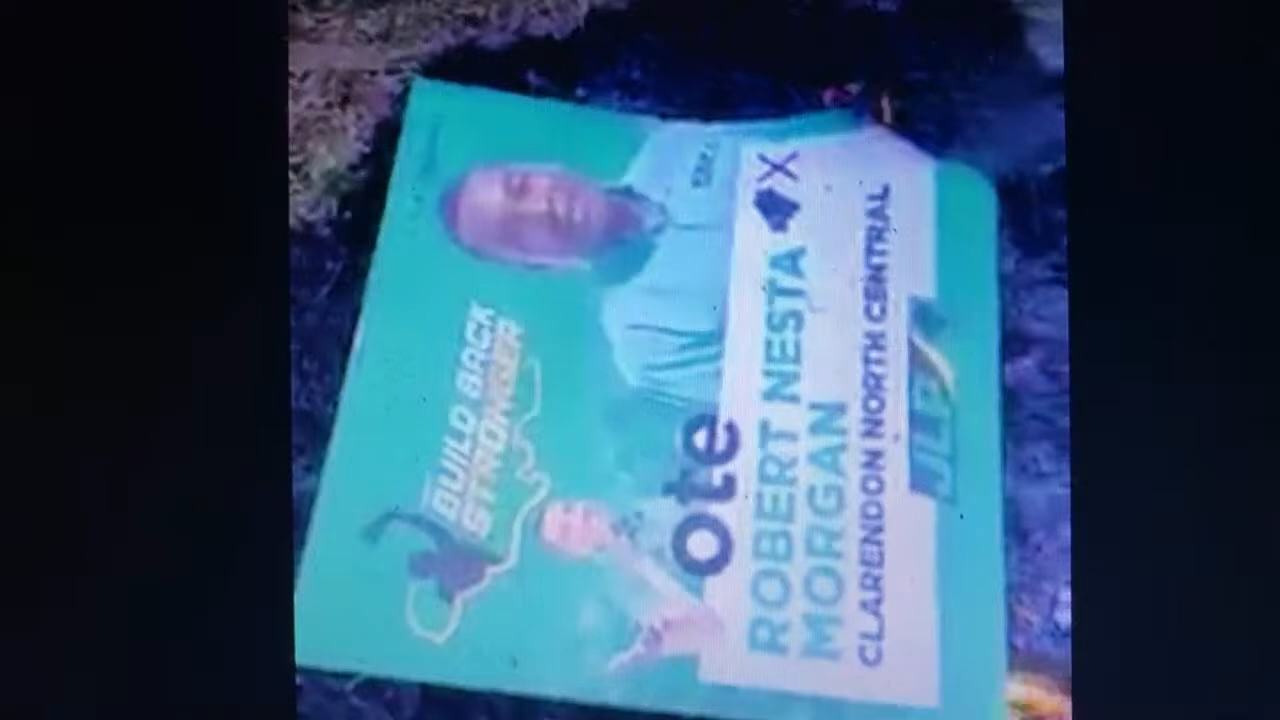 BUILD BACK
STRONGER
ote
ROBERT NESTA
X
MORGAN
CLARENDON NORTH CENTRAL
JLP